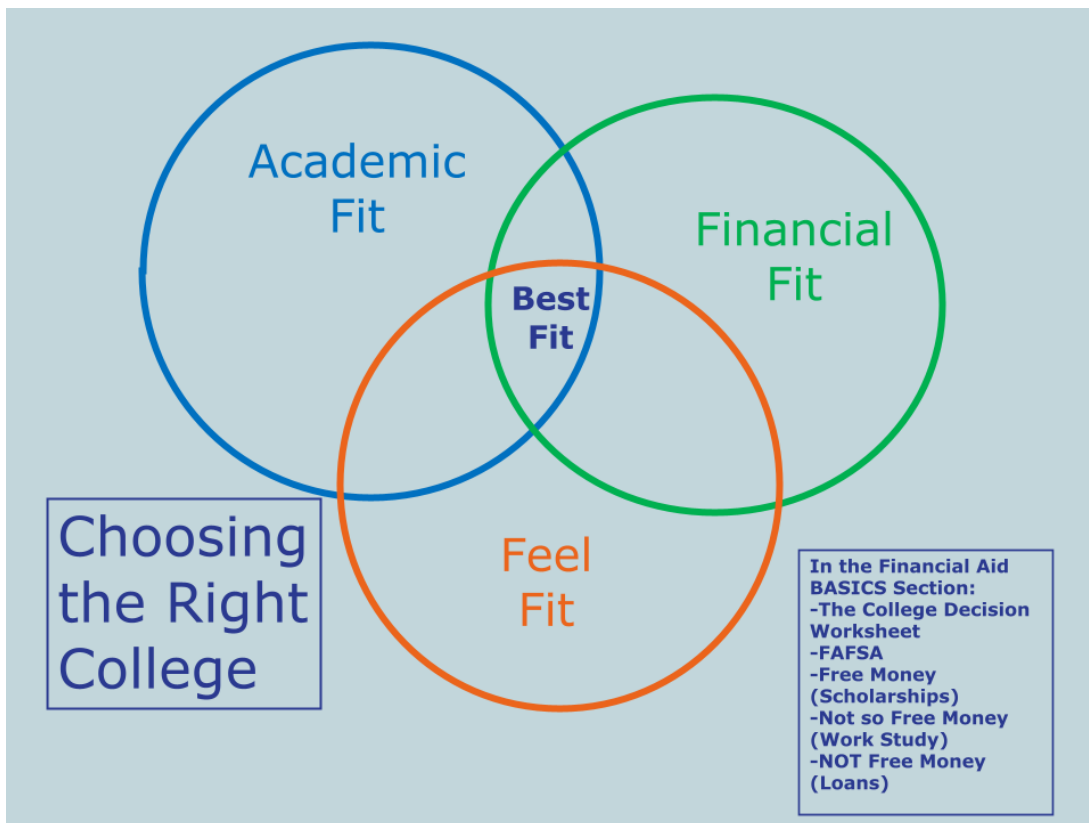 Academic
Fit
Financial
Fit
Best
Fit
Feel
Fit
Choosing
the Right
College
In the Financial Aid
BASICS Section:
-The College Decision
Worksheet
-FAFSA
-Free Money
(Scholarships)
-Not so Free Money
(Work Study)
-NOT Free Money
(Loans)